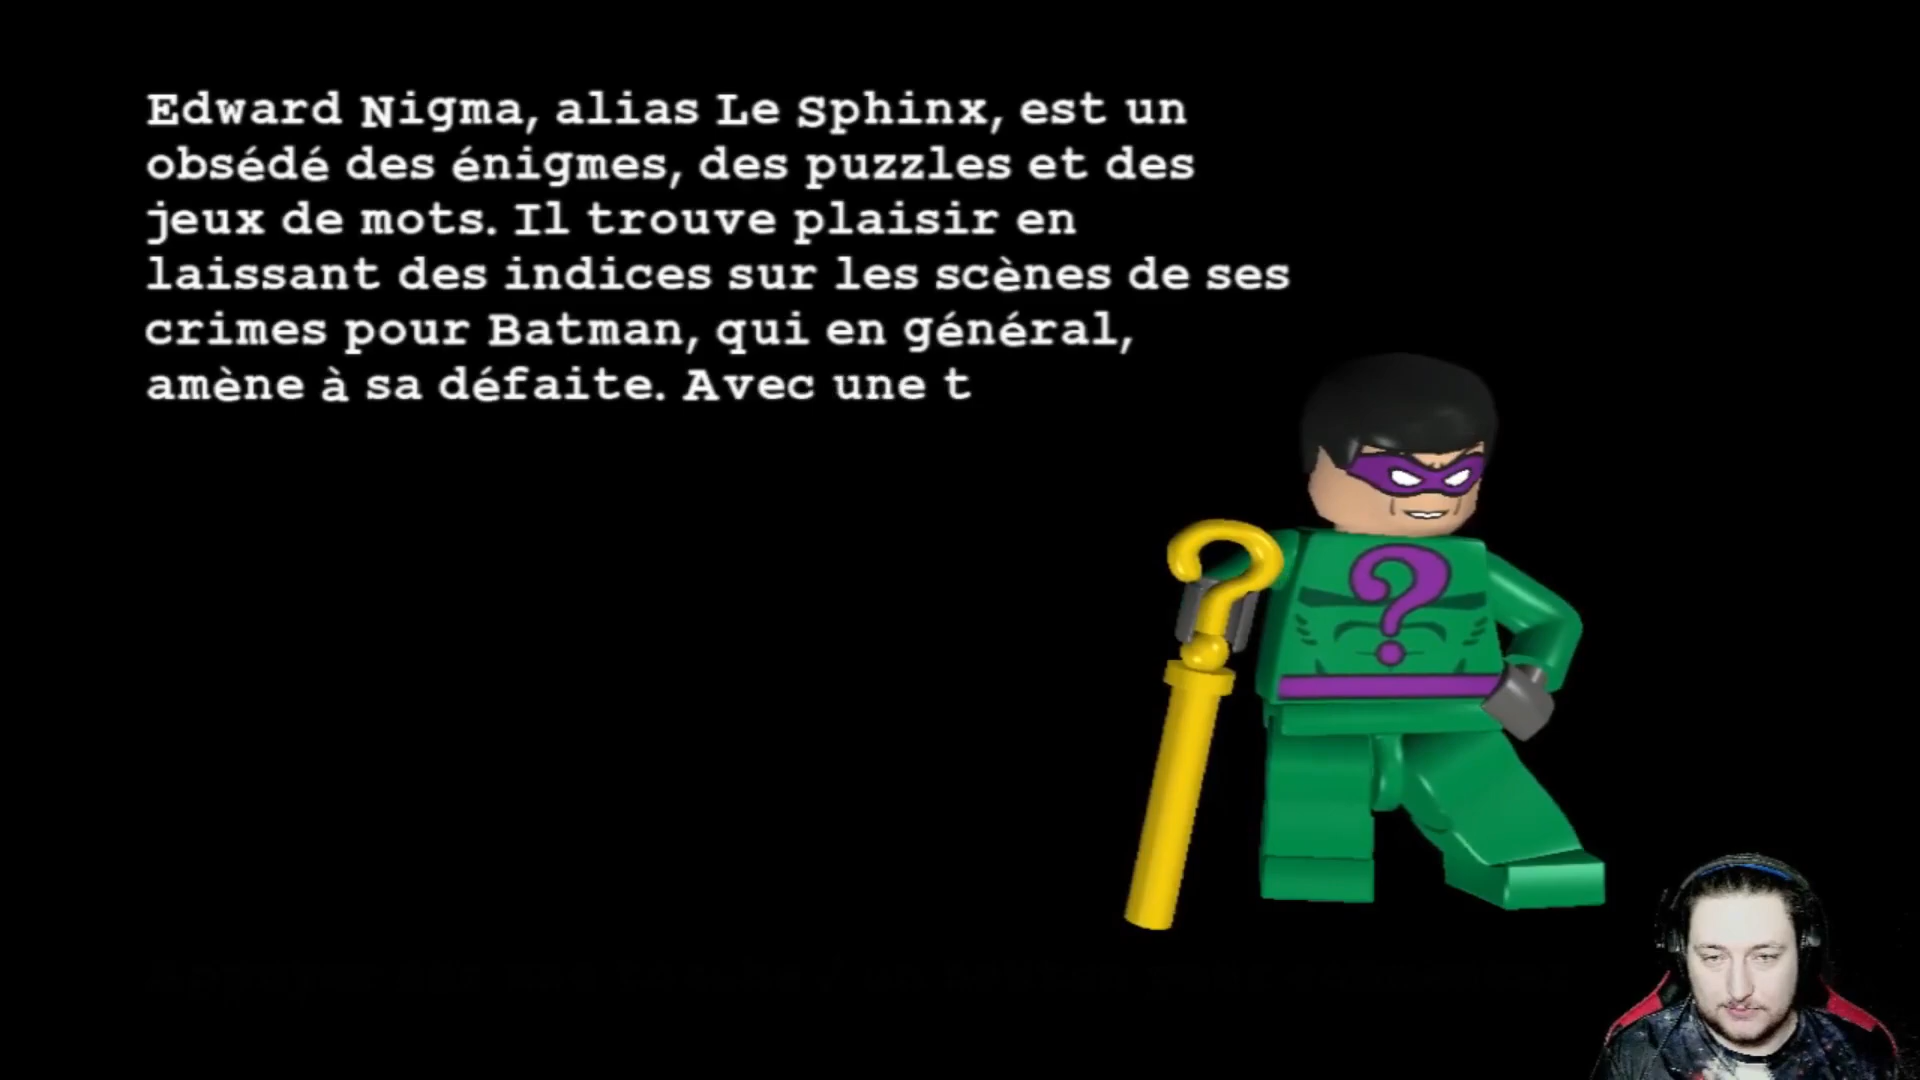 Edward Nigma, alias Le Sphinx, est un
obsédé des énigmes, des puzzles et des
jeux de mots. Il trouve plaisir en
laissant des indices sur les scènes de ses
crimes pour Batman, qui en général,
amène à sa défaite. Avec une t
?